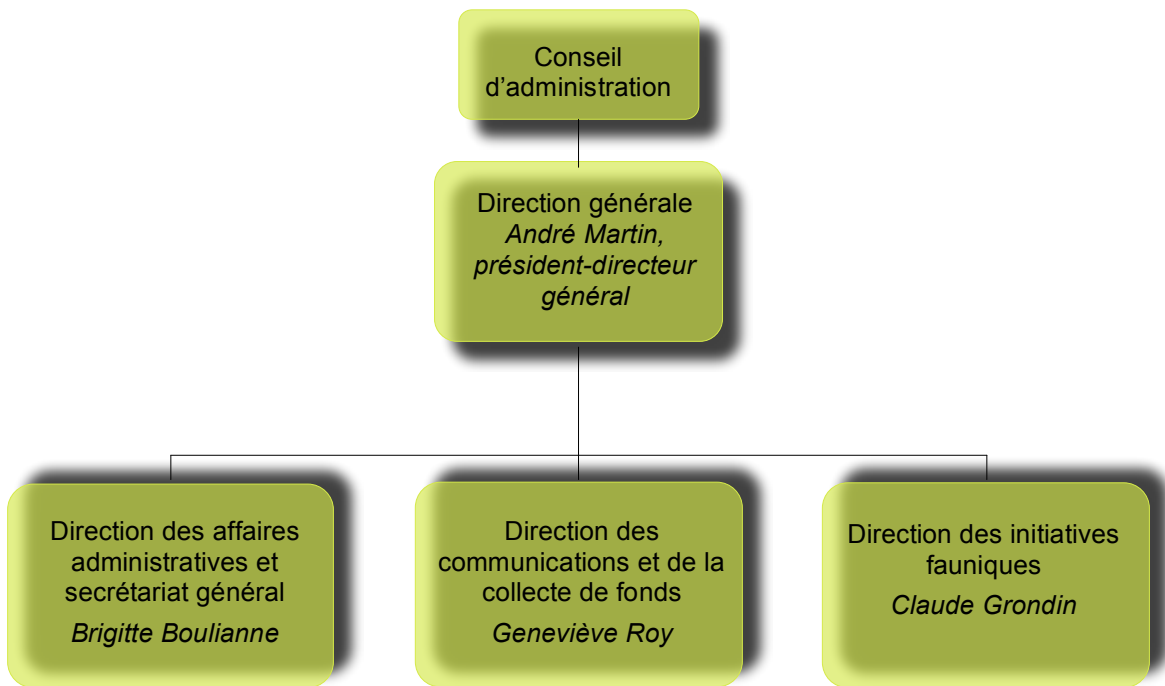 Conseil
d'administration
Direction générale
André Martin,
président-directeur
général
Direction des affaires
administratives et
secrétariat général
Brigitte Boulianne
Direction des
communications et de la
collecte de fonds
Geneviève Roy
Direction des initiatives
fauniques
Claude Grondin